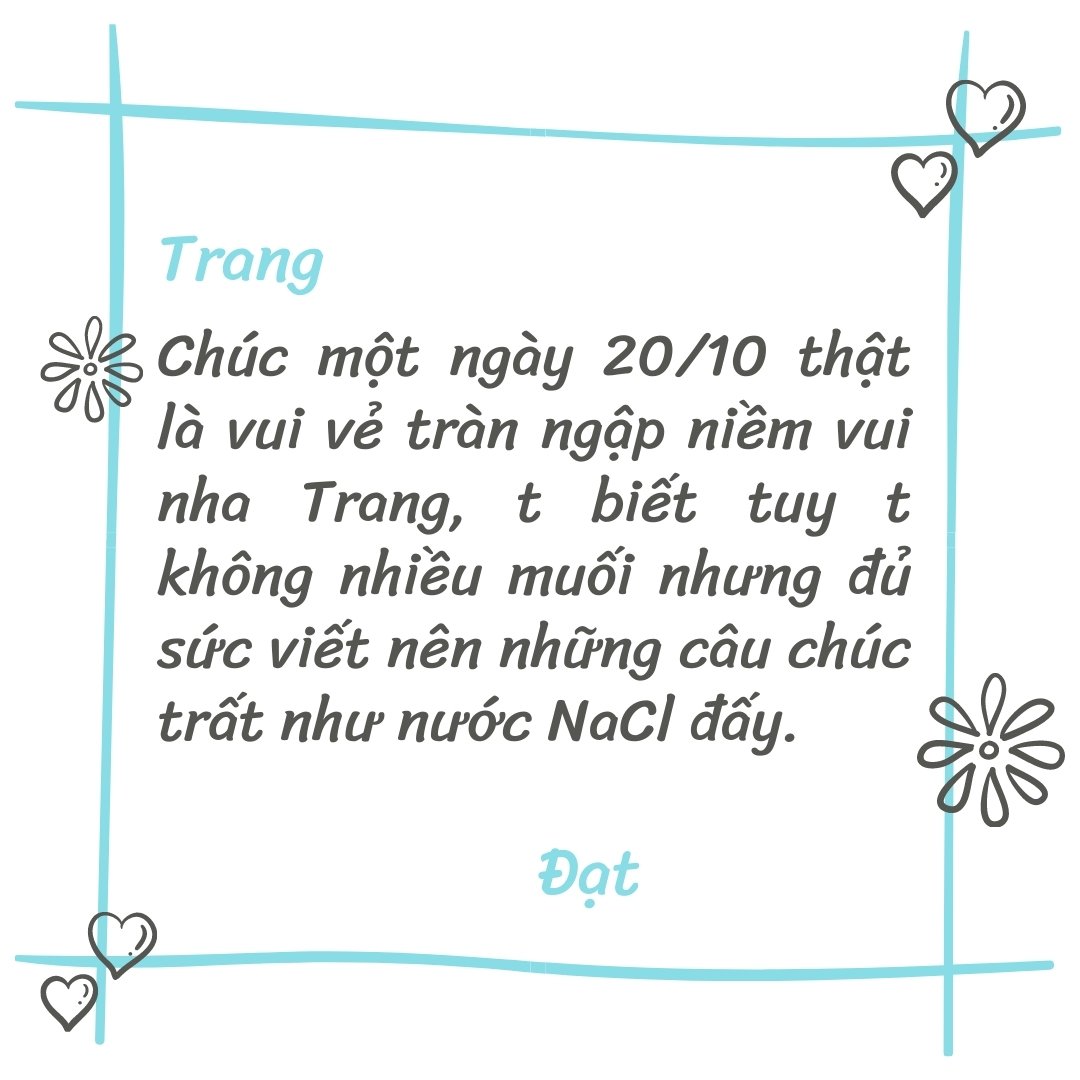 Trang
Chúc một ngày 20/10 thật
là vui vẻ tràn ngập niềm vui
nha Trang, t biết tuy t
không nhiều muối nhưng đủ
sức viết nên những câu chúc
trất như nước NaCl đấy.
Đạt